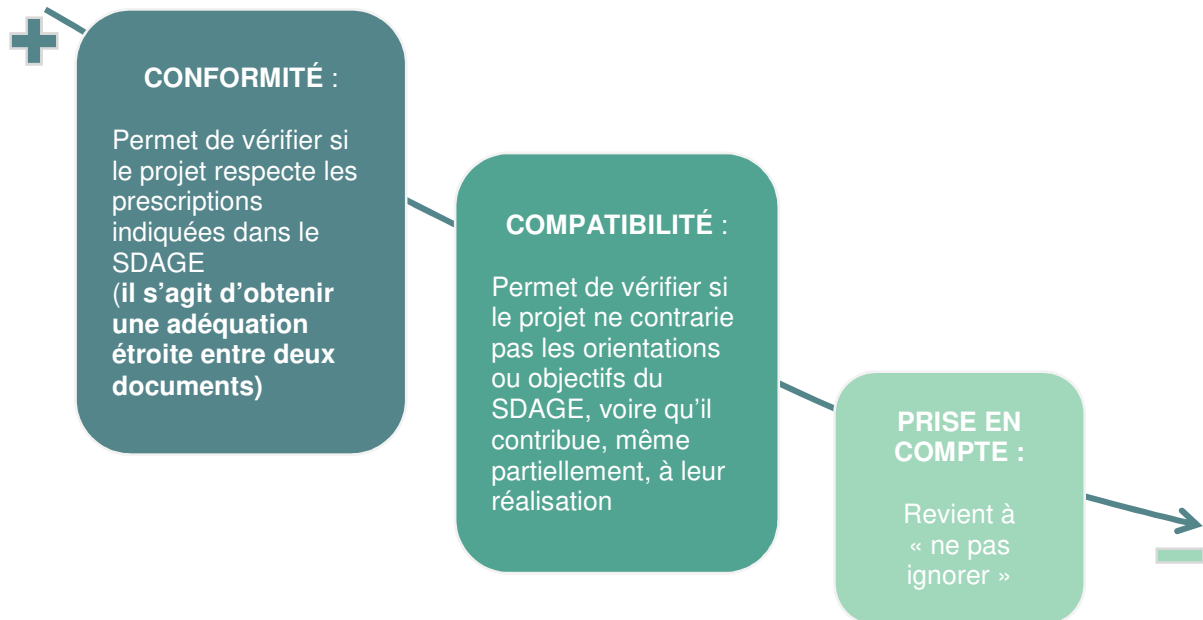 CONFORMITÉ :
Permet de vérifier si
le projet respecte les
prescriptions
indiquées dans le
SDAGE
(il s’agit d’obtenir
une adéquation
étroite entre deux
documents)
COMPATIBILITÉ :
Permet de vérifier si
le projet ne contrarie
pas les orientations
ou objectifs du
SDAGE, voire qu’il
contribue, même
partiellement, à leur
réalisation
PRISE EN
COMPTE :
Revient à
« ne pas
ignorer »